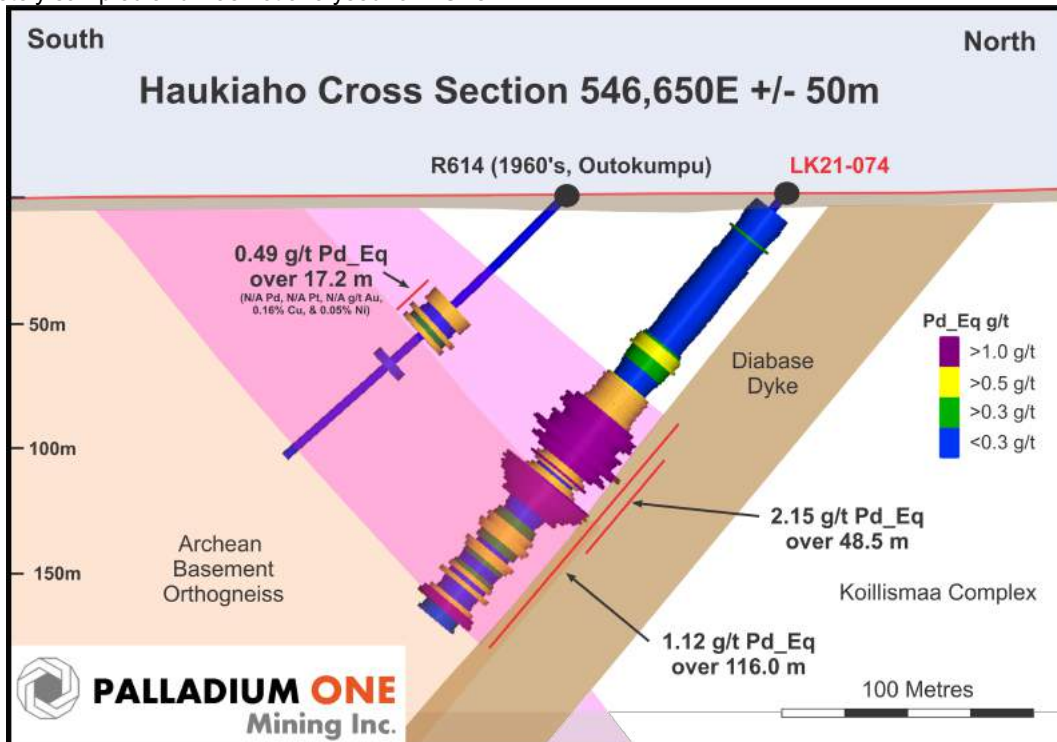 South
North
Haukiaho Cross Section 546,650E +/- 50m
R614 (1960's, Outokumpu)
LK21-074
0.49 g/t Pd_Eq
over 17.2 m
(N/A Pd, N/A Pt, N/A g/t Au,
0.16% Cu, & 0.05% Ni)
50m
100m
150m
Diabase
Dyke
Pd_Eq g/t
>1.0 g/t
>0.5 g/t
>0.3 g/t
<0.3 g/t
2.15 g/t Pd_Eq
over 48.5 m
Archean
Basement
Orthogneiss
Koillismaa Complex
1.12 g/t Pd_Eq
over 116.0 m
100 Metres
PALLADIUM ONE
Mining Inc.